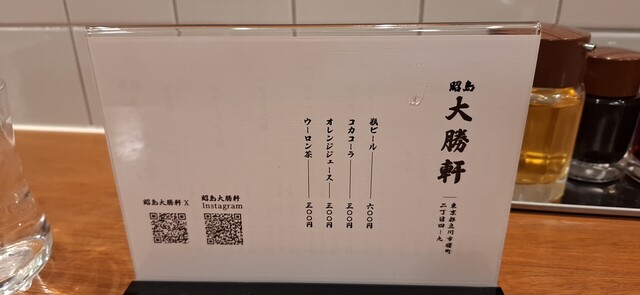 昭島
大勝軒
東京都立川市曙町
二丁目四ー九
瓶ビール 六〇〇円
コカコーラ 三〇〇円
オレンジジュース 三〇〇円
ウーロン茶 三〇〇円
昭島大勝軒
Instagram
昭島大勝軒 X